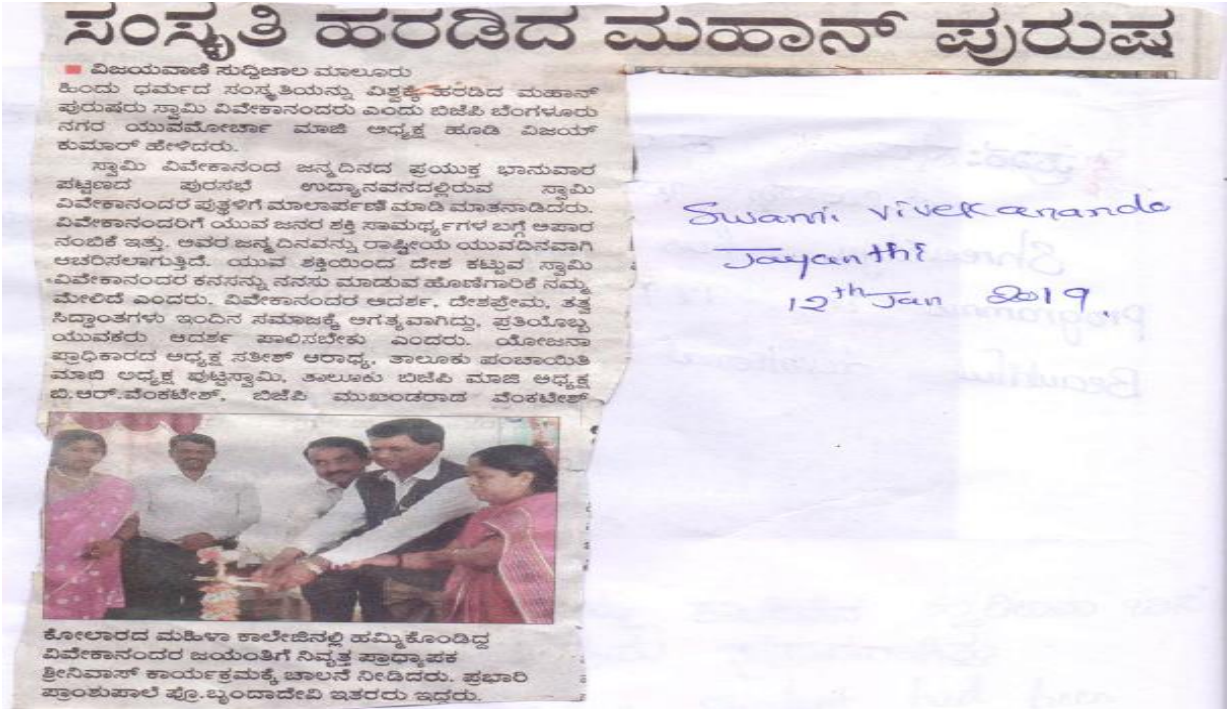 ಸಂಸ್ಕೃತಿ ಹರಡಿದ ಮಹಾನ್ ಪುರುಷ
ವಿಜಯವಾಣಿ ಸುದ್ದಿಜಾಲ ಮಾಲೂರು
ಹಿಂದು ಧರ್ಮದ ಸಂಸ್ಕೃತಿಯನ್ನು ವಿಶ್ವಕ್ಕೆ ಹರಡಿದ ಮಹಾನ್
ಪುರುಷರು ಸ್ವಾಮಿ ವಿವೇಕಾನಂದರು ಎಂದು ಬಿಜೆಪಿ ಬೆಂಗಳೂರು
ನಗರ ಯುವಮೋರ್ಚಾ ಮಾಜಿ ಅಧ್ಯಕ್ಷ ಹೂಡಿ ವಿಜಯ್
ಕುಮಾರ್ ಹೇಳಿದರು.
ಸ್ವಾಮಿ ವಿವೇಕಾನಂದ ಜನ್ಮದಿನದ ಪ್ರಯುಕ್ತ ಭಾನುವಾರ
ಪಟ್ಟಣದ ಪುರಸಭೆ ಉದ್ಯಾನವನದಲ್ಲಿರುವ ಸ್ವಾಮಿ
ವಿವೇಕಾನಂದರ ಪುತ್ಥಳಿಗೆ ಮಾಲಾರ್ಪಣೆ ಮಾಡಿ ಮಾತನಾಡಿದರು.
ವಿವೇಕಾನಂದರಿಗೆ ಯುವ ಜನರ ಶಕ್ತಿ ಸಾಮರ್ಥ್ಯಗಳ ಬಗ್ಗೆ ಅಪಾರ
ನಂಬಿಕೆ ಇತ್ತು. ಅವರ ಜನ್ಮದಿನವನ್ನು ರಾಷ್ಟ್ರೀಯ ಯುವದಿನವಾಗಿ
ಆಚರಿಸಲಾಗುತ್ತಿದೆ. ಯುವ ಶಕ್ತಿಯಿಂದ ದೇಶ ಕಟ್ಟುವ ಸ್ವಾಮಿ
ವಿವೇಕಾನಂದರ ಕನಸನ್ನು ನನಸು ಮಾಡುವ ಹೊಣೆಗಾರಿಕೆ ನಮ್ಮ
ಮೇಲಿದೆ ಎಂದರು. ವಿವೇಕಾನಂದರ ಆದರ್ಶ, ದೇಶಪ್ರೇಮ, ತತ್ವ
ಸಿದ್ಧಾಂತಗಳು ಇಂದಿನ ಸಮಾಜಕ್ಕೆ ಅಗತ್ಯವಾಗಿದ್ದು, ಪ್ರತಿಯೊಬ್ಬ
ಯುವಕರು ಆದರ್ಶ ಪಾಲಿಸಬೇಕು ಎಂದರು. ಯೋಜನಾ
ಪ್ರಾಧಿಕಾರದ ಅಧ್ಯಕ್ಷ ಸತೀಶ್ ಆರಾಧ್ಯ, ತಾಲೂಕು ಪಂಚಾಯಿತಿ
ಮಾಜಿ ಅಧ್ಯಕ್ಷ ಪುಟ್ಟಸ್ವಾಮಿ, ತಾಲೂಕು ಬಿಜೆಪಿ ಮಾಜಿ ಅಧ್ಯಕ್ಷ
ಬಿ.ಆರ್.ವೆಂಕಟೇಶ್, ಬಿಜೆಪಿ ಮುಖಂಡರಾದ ವೆಂಕಟೇಶ್
ಕೋಲಾರದ ಮಹಿಳಾ ಕಾಲೇಜಿನಲ್ಲಿ ಹಮ್ಮಿಕೊಂಡಿದ್ದ
ವಿವೇಕಾನಂದರ ಜಯಂತಿಗೆ ನಿವೃತ್ತ ಪ್ರಾಧ್ಯಾಪಕ
ಶ್ರೀನಿವಾಸ್ ಕಾರ್ಯಕ್ರಮಕ್ಕೆ ಚಾಲನೆ ನೀಡಿದರು. ಪ್ರಭಾರಿ
ಪ್ರಾಂಶುಪಾಲೆ ಪ್ರೊ.ಬೃಂದಾದೇವಿ ಇತರರು ಇದ್ದರು.
Swami Vivekananda
Jayanthi
12th Jan 2019.